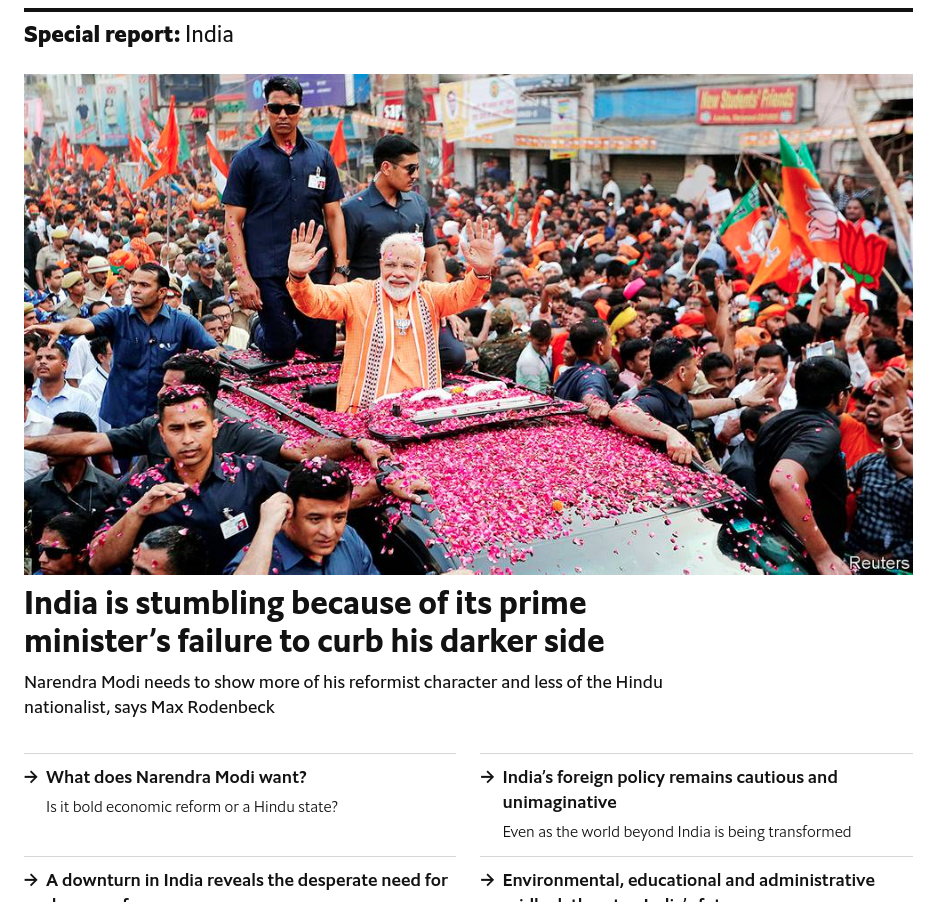 Special report: India
New Students' Friends
Reuters
India is stumbling because of its prime
minister’s failure to curb his darker side
Narendra Modi needs to show more of his reformist character and less of the Hindu
nationalist, says Max Rodenbeck
→ What does Narendra Modi want?
Is it bold economic reform or a Hindu state?
→ India’s foreign policy remains cautious and
unimaginative
Even as the world beyond India is being transformed
→ A downturn in India reveals the desperate need for
→ Environmental, educational and administrative